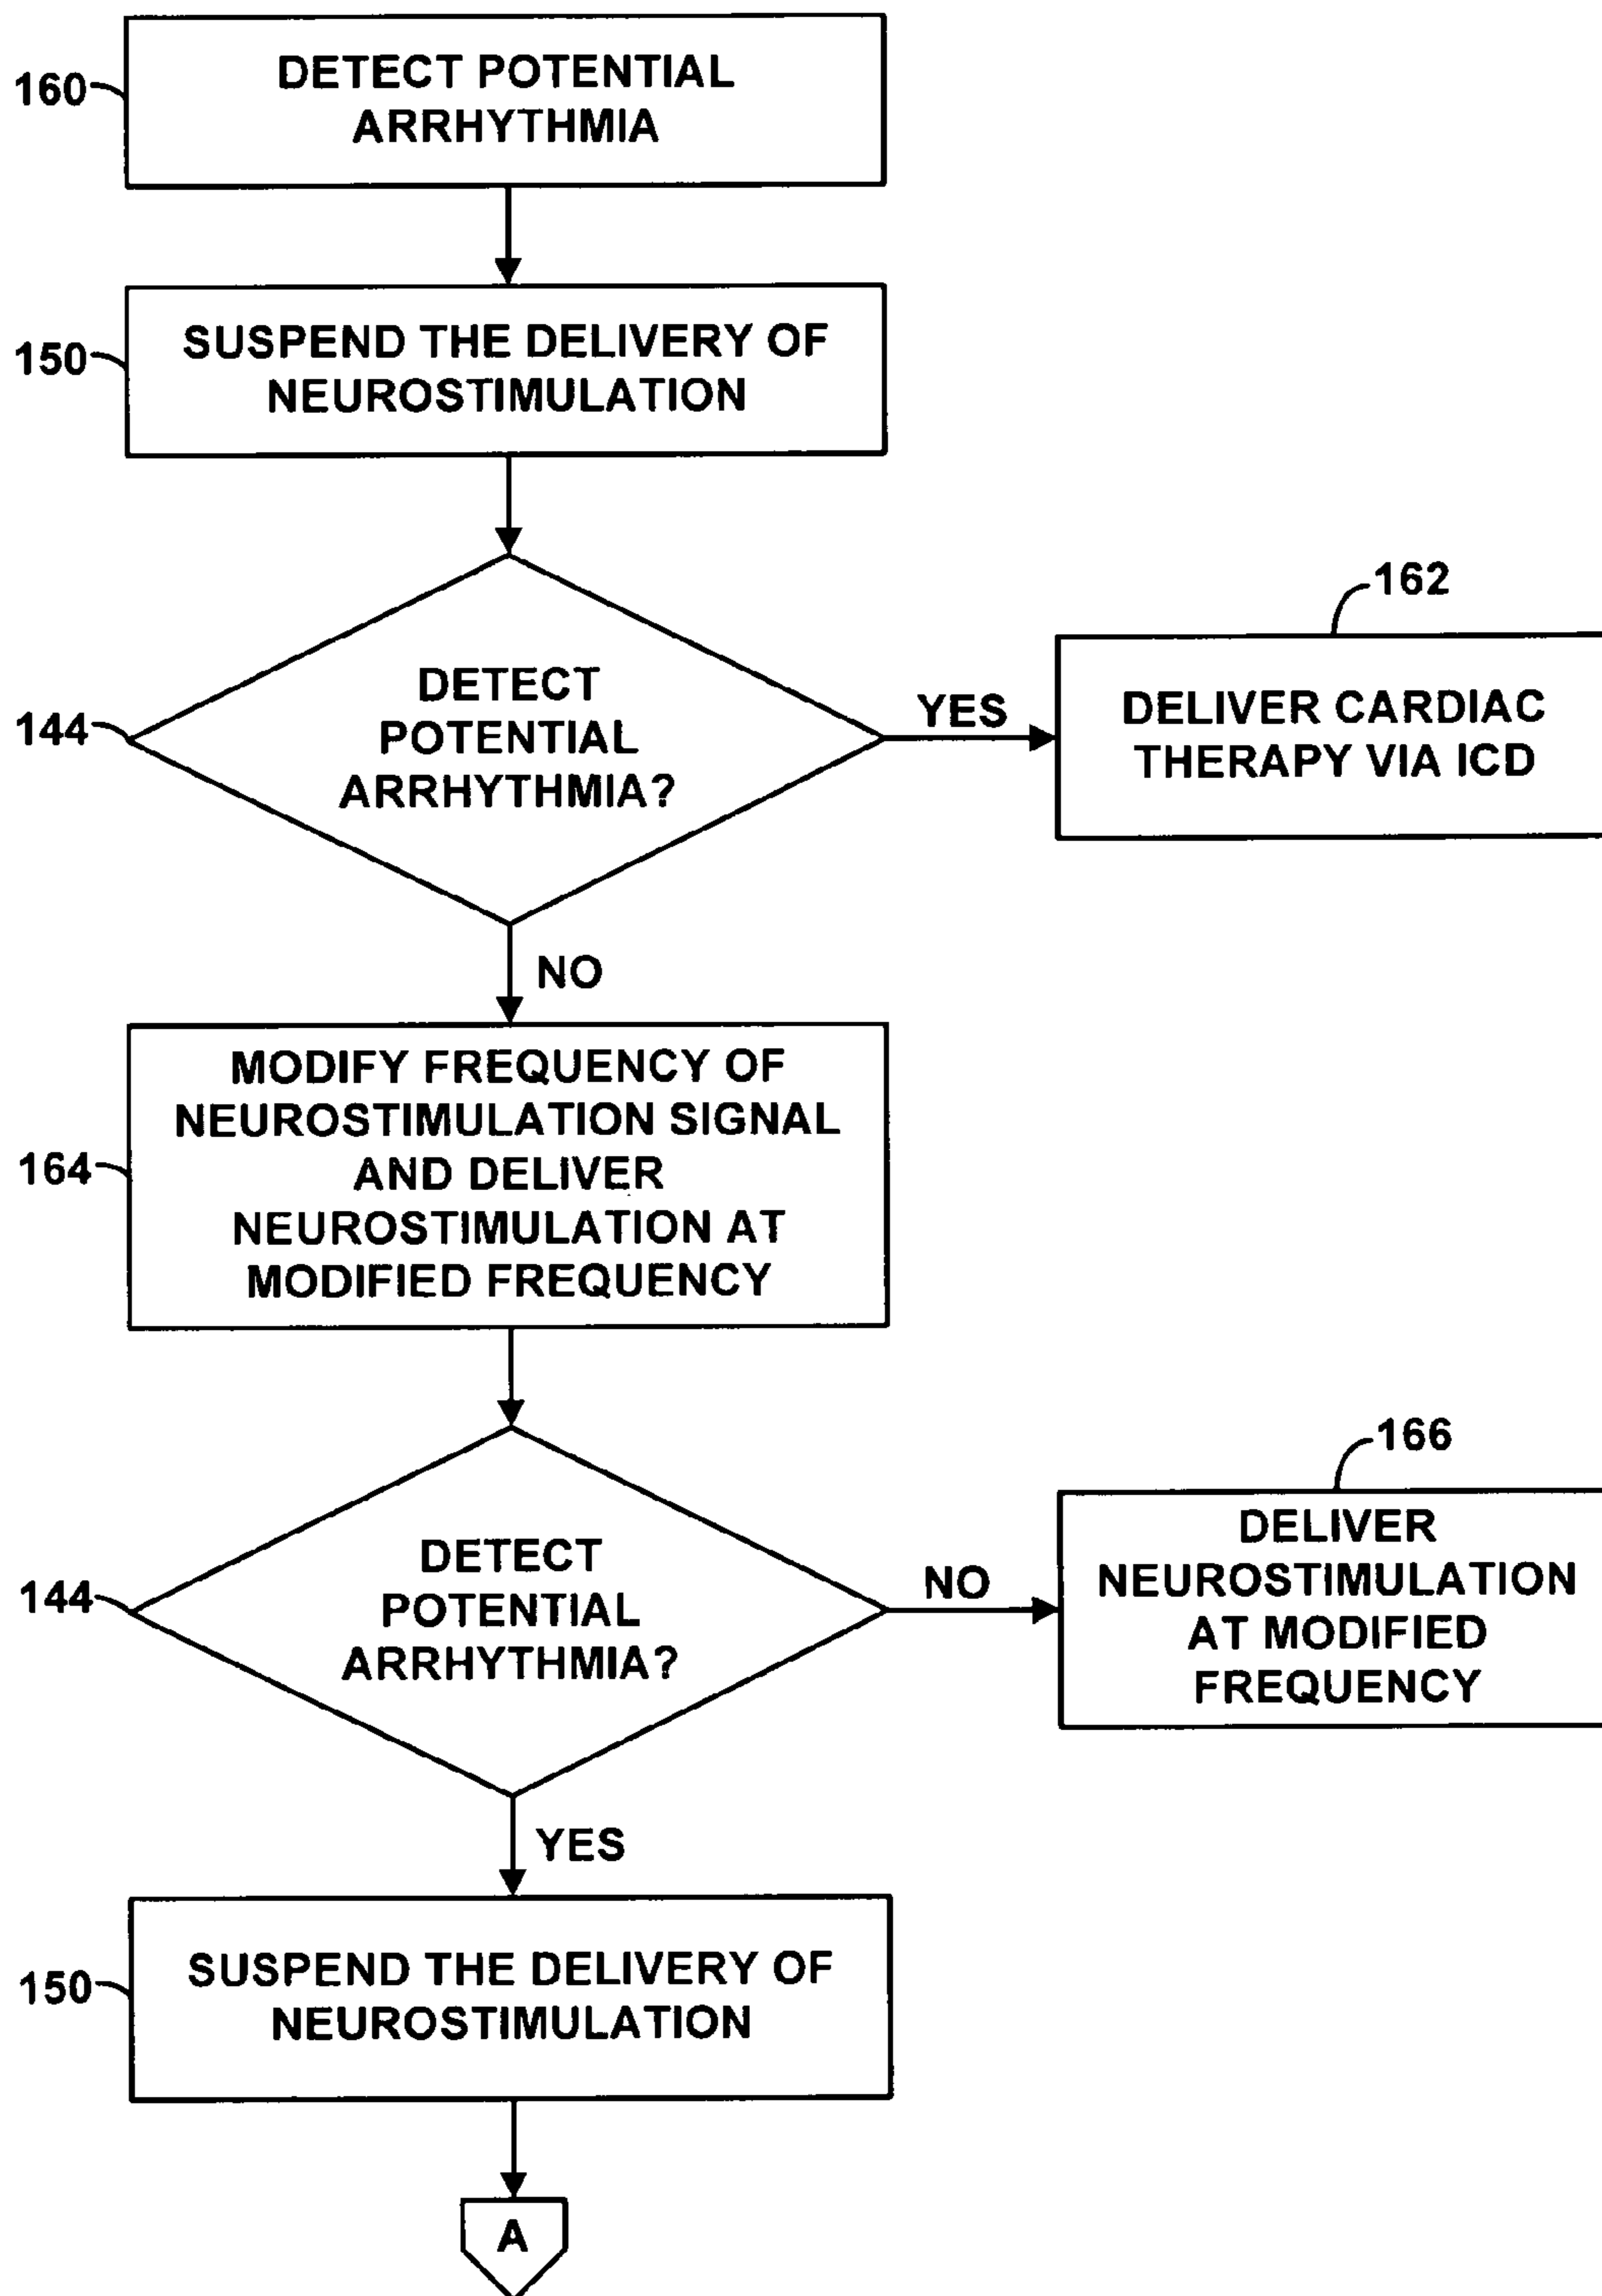 160
DETECT POTENTIAL
ARRHYTHMIA
150
SUSPEND THE DELIVERY OF
NEUROSTIMULATION
144
DETECT
POTENTIAL
ARRHYTHMIA?
YES
162
DELIVER CARDIAC
THERAPY VIA ICD
NO
164
MODIFY FREQUENCY OF
NEUROSTIMULATION SIGNAL
AND DELIVER
NEUROSTIMULATION AT
MODIFIED FREQUENCY
144
DETECT
POTENTIAL
ARRHYTHMIA?
NO
166
DELIVER
NEUROSTIMULATION
AT MODIFIED
FREQUENCY
YES
150
SUSPEND THE DELIVERY OF
NEUROSTIMULATION
A